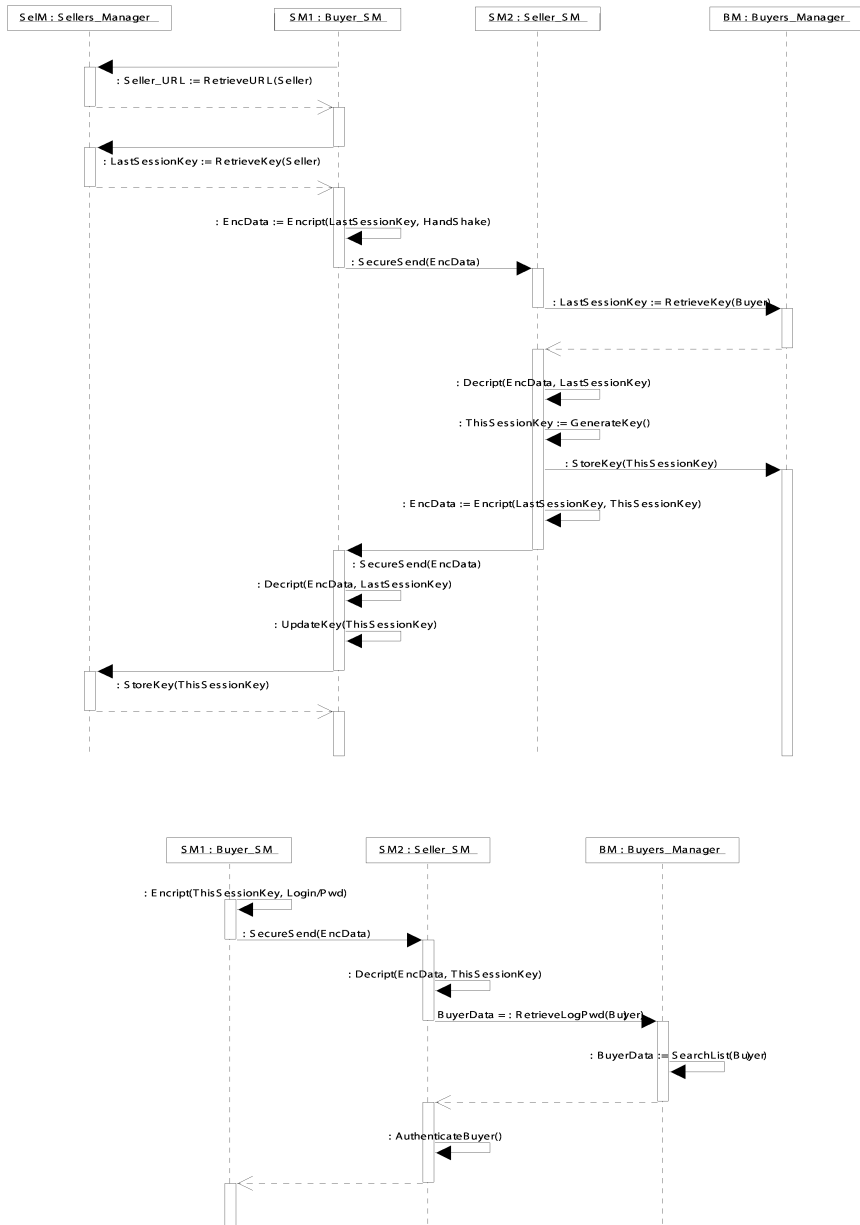 SelM : Sellers_Manager
SM1 : Buyer_SM
SM2 : Seller_SM
BM : Buyers_Manager
: Seller_URL := RetrieveURL(Seller)
: LastSessionKey := RetrieveKey(Seller)
: EncData := Encript(LastSessionKey, HandShake)
: SecureSend(EncData)
: LastSessionKey := RetrieveKey(Buyer)
: Decript(EncData, LastSessionKey)
: ThisSessionKey := GenerateKey()
: StoreKey(ThisSessionKey)
: EncData := Encript(LastSessionKey, ThisSessionKey)
: SecureSend(EncData)
: Decript(EncData, LastSessionKey)
: UpdateKey(ThisSessionKey)
: StoreKey(ThisSessionKey)
SM1 : Buyer_SM
SM2 : Seller_SM
BM : Buyers_Manager
: Encript(ThisSessionKey, Login/Pwd)
: SecureSend(EncData)
: Decript(EncData, ThisSessionKey)
BuyerData = : RetrieveLogPwd(Buyer)
: BuyerData := SearchList(Buyer)
: AuthenticateBuyer()